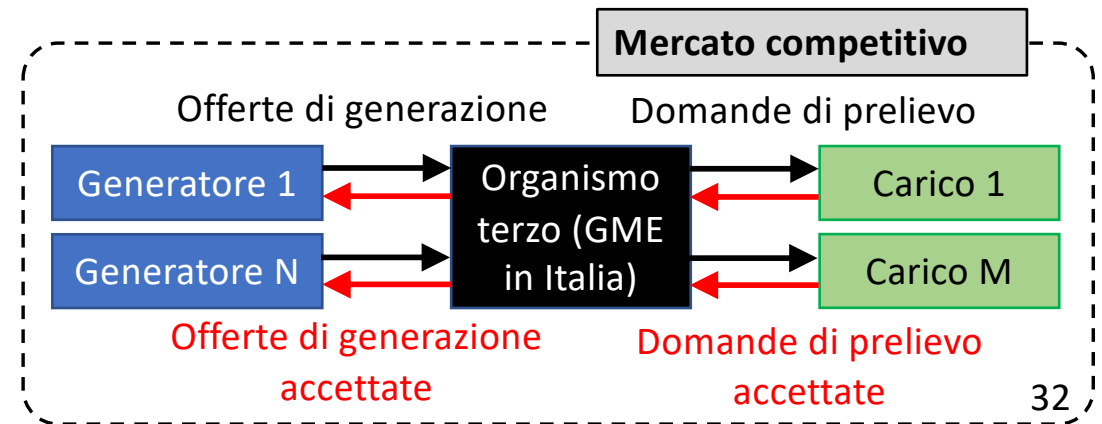 Mercato competitivo
Offerte di generazione
Domande di prelievo
Generatore 1
Generatore N
Organismo
terzo (GME
in Italia)
Carico 1
Carico M
Offerte di generazione
accettate
Domande di prelievo
accettate
32